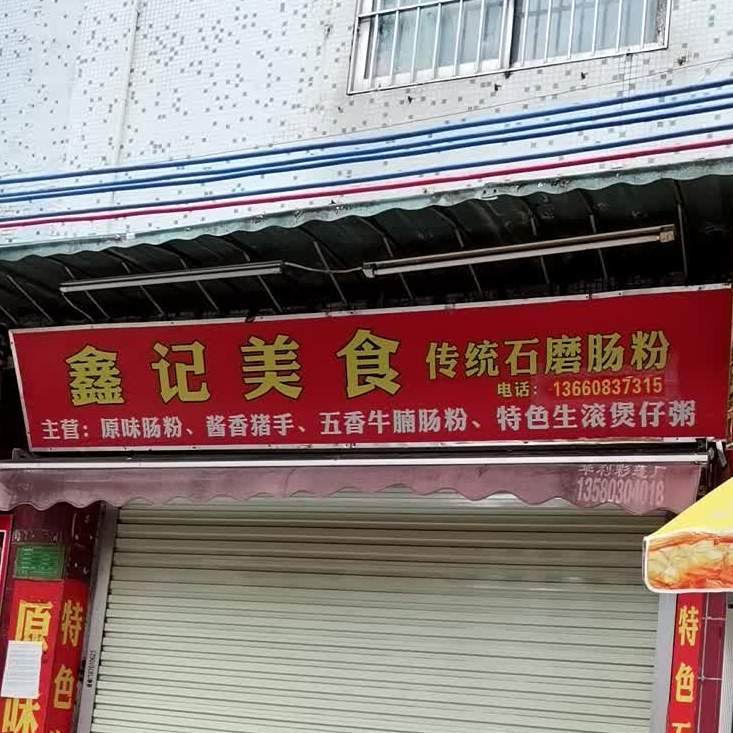 鑫记美食 传统石磨肠粉
电话：13660837315
主营：原味肠粉、酱香猪手、五香牛腩肠粉、特色生滚煲仔粥
13580304018
特色
原味
特色石